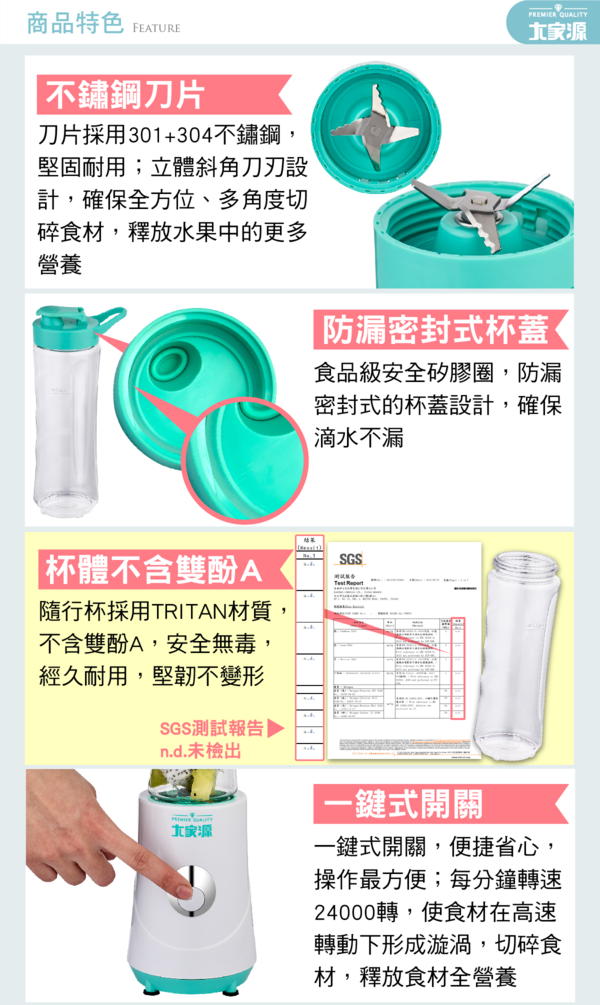 商品特色 FEATURE
PREMIER QUALITY
大家源
不鏽鋼刀片
刀片採用301+304不鏽鋼，
堅固耐用；立體斜角刀刃設
計，確保全方位、多角度切
碎食材，釋放水果中的更多
營養
防漏密封式杯蓋
食品級安全矽膠圈，防漏
密封式的杯蓋設計，確保
滴水不漏
杯體不含雙酚A
隨行杯採用TRITAN材質，
不含雙酚A、安全無毒，
經久耐用，堅韌不變形
SGS測試報告▶
n.d.未檢出
結果
(Result)
No.1
n.d.
n.d.
n.d.
n.d.
n.d.
n.d.
n.d.
n.d.
SGS
測試報告
Test Report
PREMIER QUALITY
大家源
一鍵式開關
一鍵式開關，便捷省心，
操作最方便；每分鐘轉速
24000轉，使食材在高速
轉動下形成漩渦，切碎食
材，釋放食材全營養